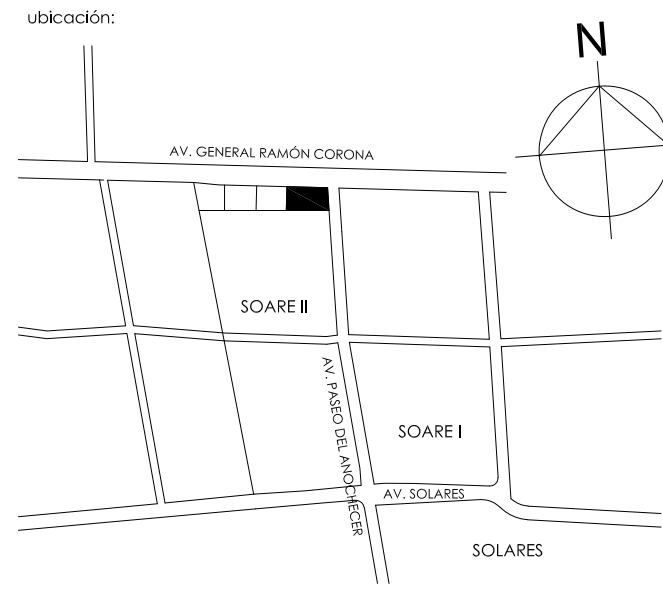 ubicación:
N
AV. GENERAL RAMÓN CORONA
SOARE II
AV. PASEO DEL ANOCHECER
SOARE I
AV. SOLARES
SOLARES